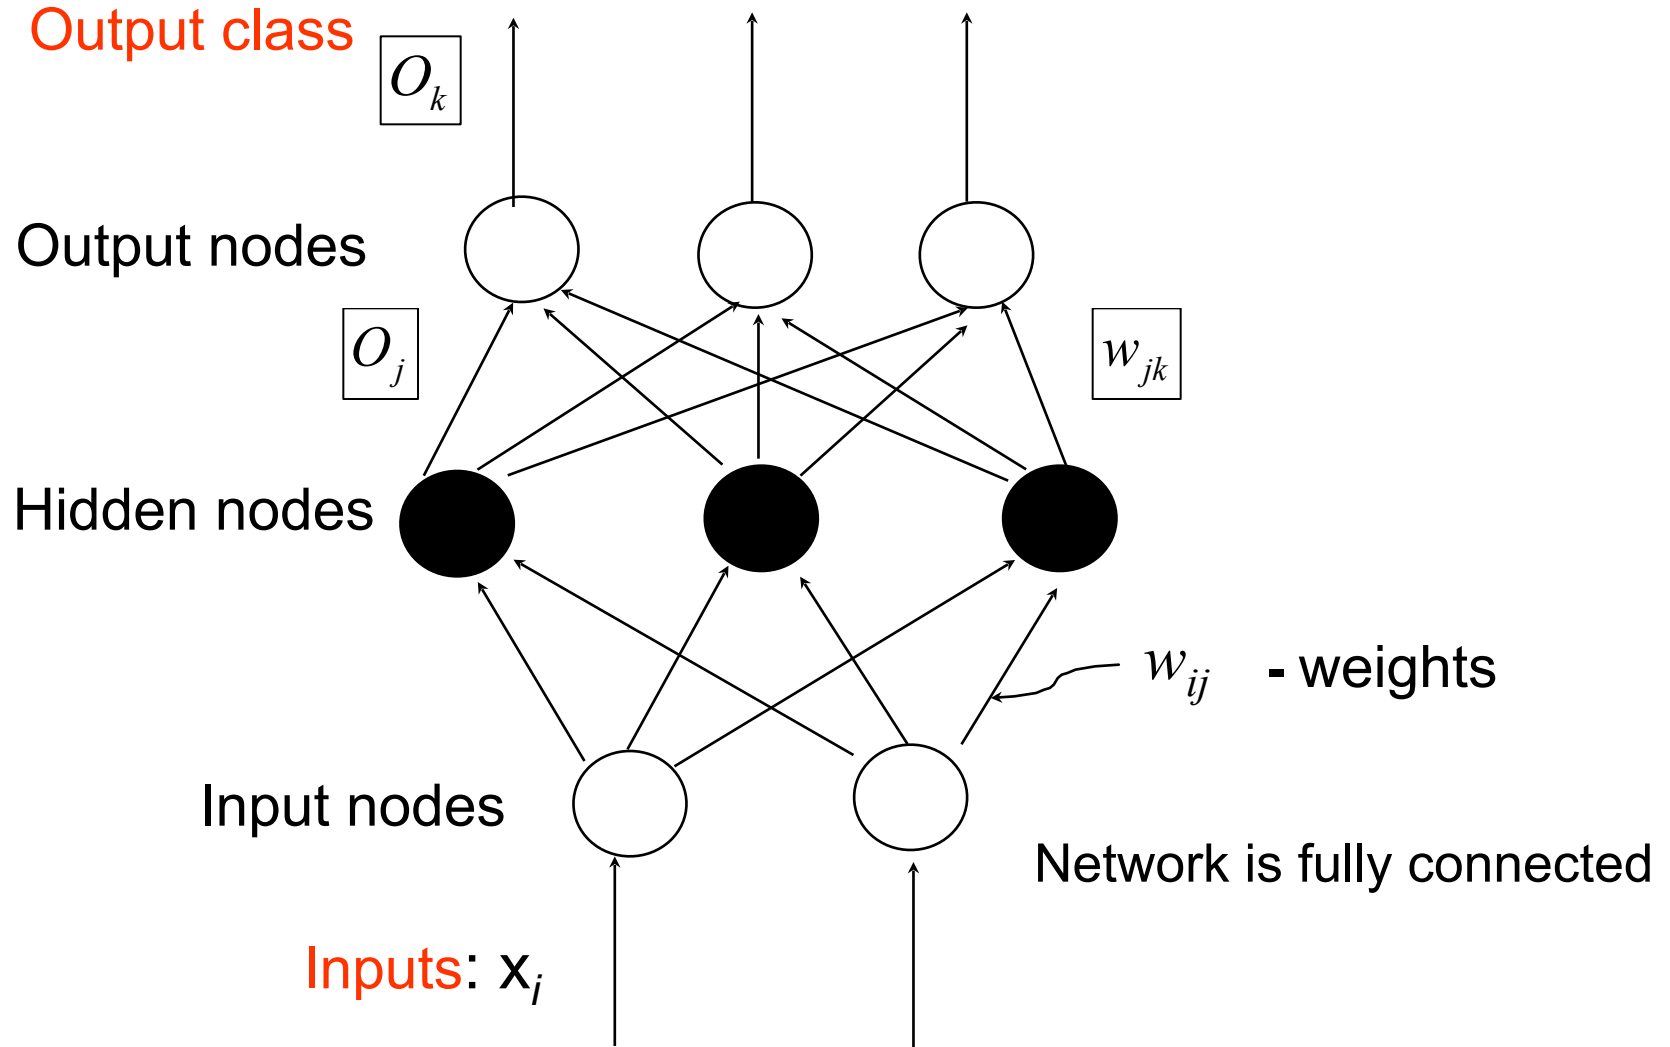 Output class
O_k
Output nodes
O_j
w_jk
Hidden nodes
w_ij - weights
Input nodes
Network is fully connected
Inputs: x_i